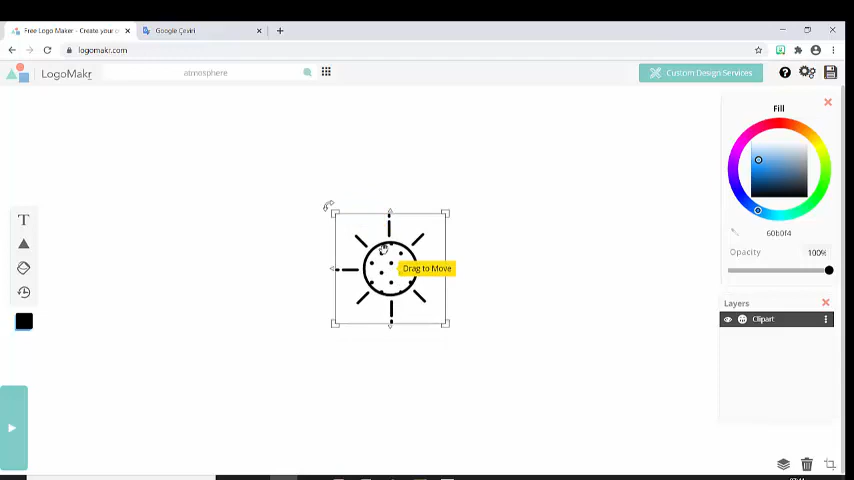 Free Logo Maker - Create your o
Google Çeviri
logomakr.com
LogoMakr
atmosphere
Custom Design Services
Fill
60b0f4
Opacity
100%
Layers
Clipart
T
Drag to Move